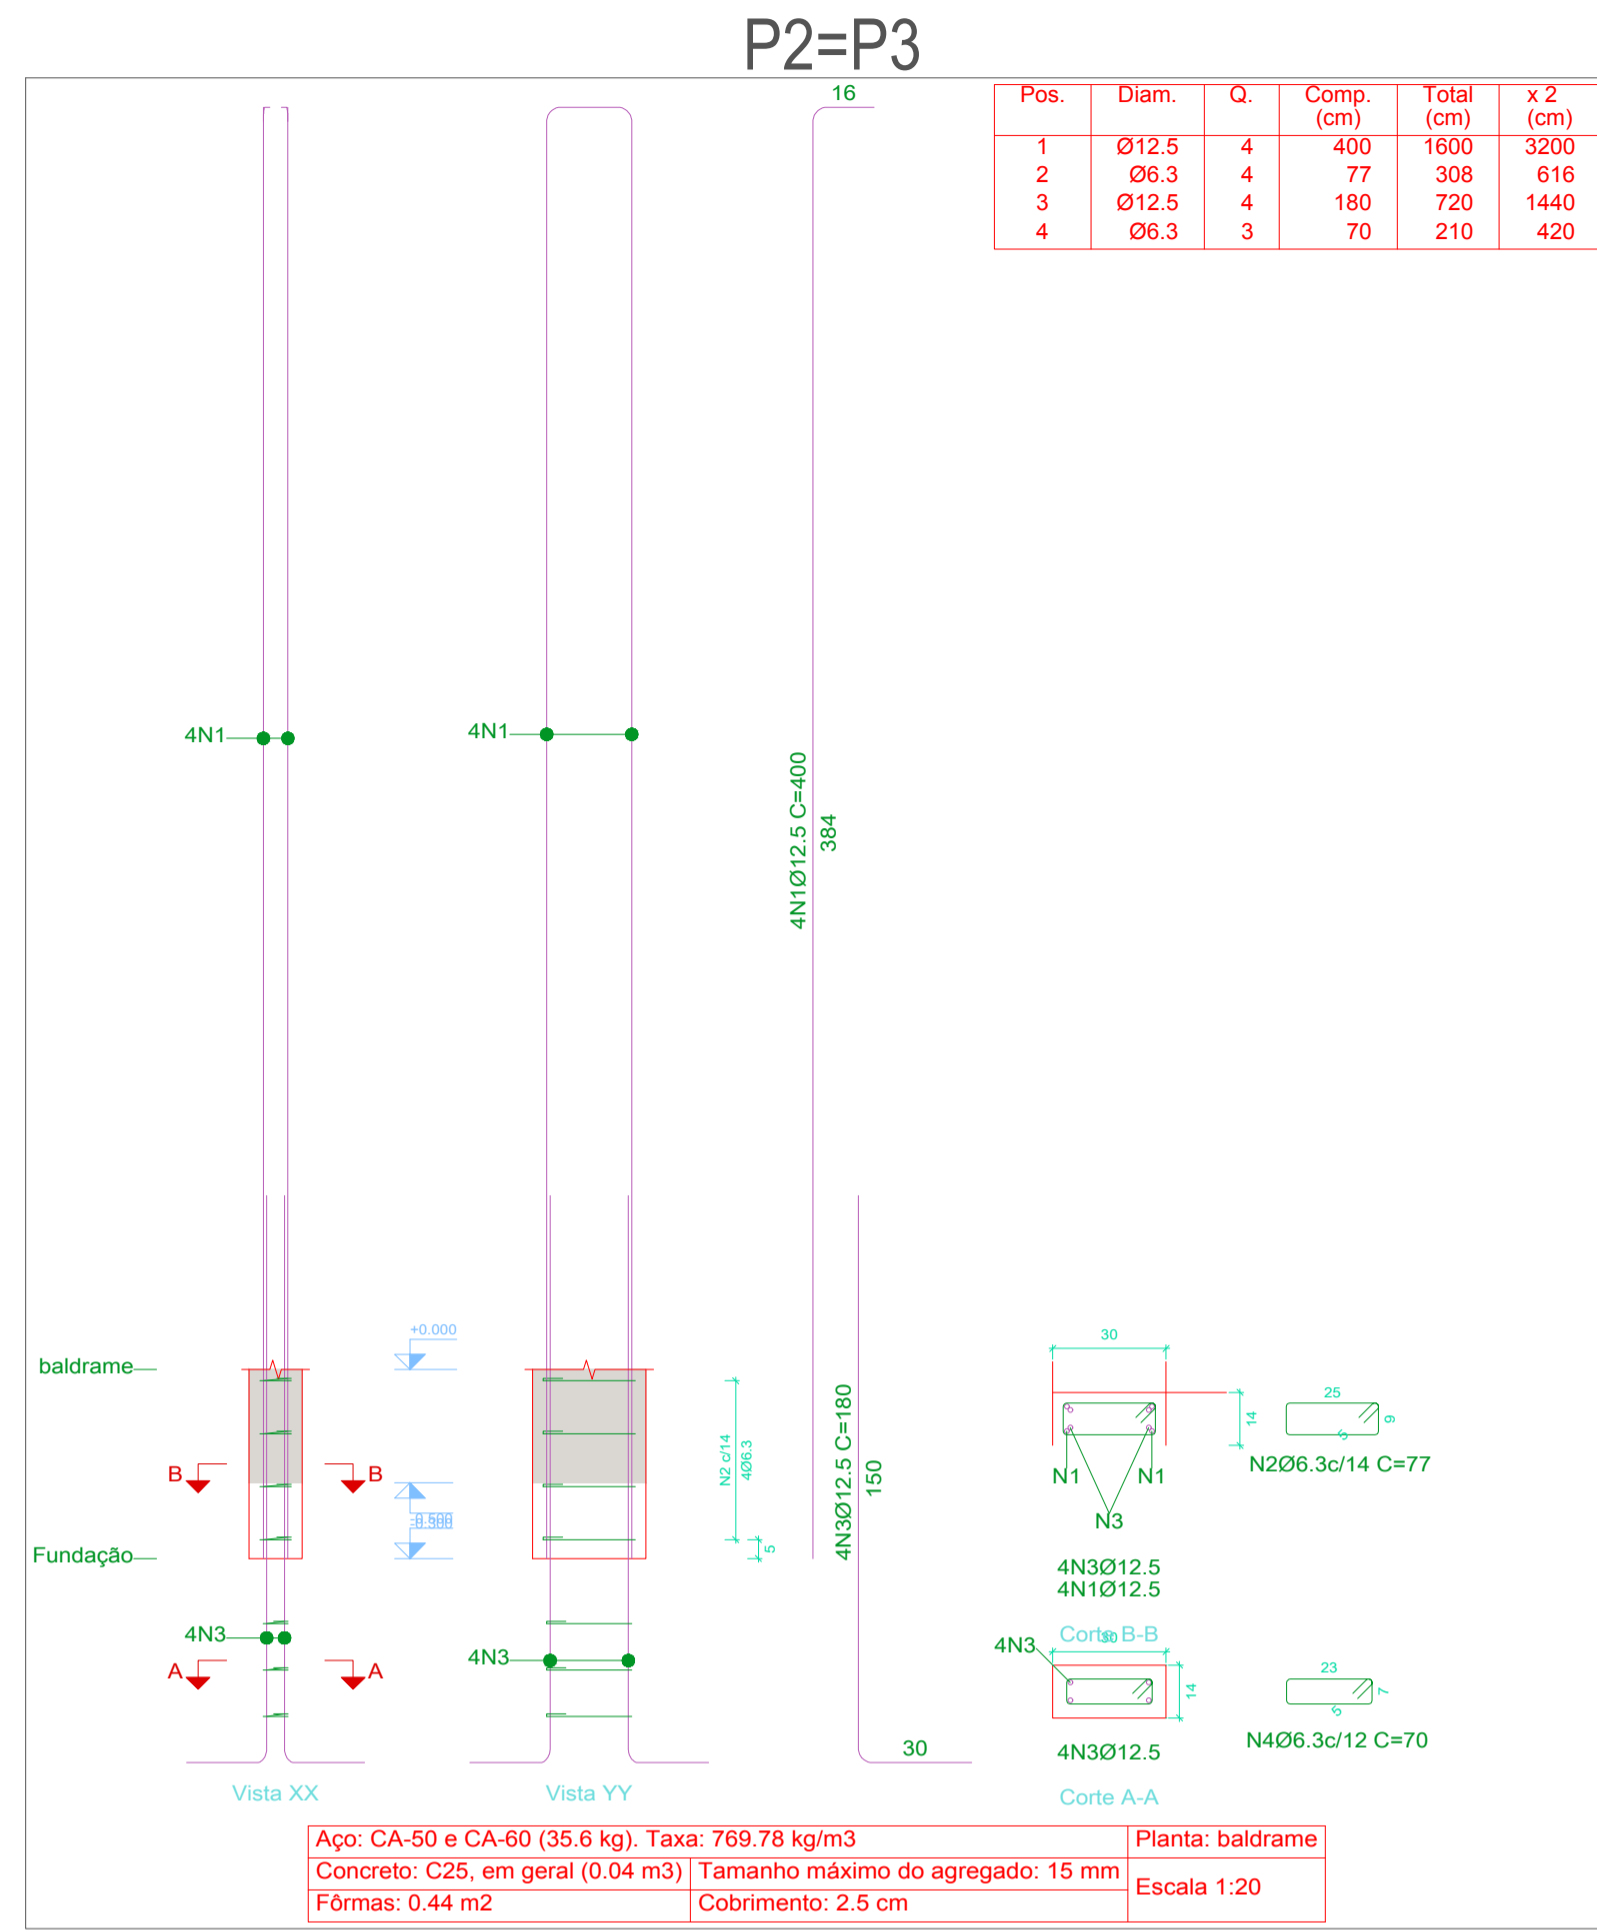 P2=P3
Pos. Diam. Q. Comp. (cm) Total (cm) x 2 (cm)
1 Ø12.5 4 400 1600 3200
2 Ø6.3 4 77 308 616
3 Ø12.5 4 180 720 1440
4 Ø6.3 3 70 210 420
16
4N1
4N1
4N1Ø12.5 C=400
384
baldrame
+0.000
B B
-0.300
-0.500
Fundação
N2 c/14
4Ø6.3
5
4N3Ø12.5 C=180
150
30
4N3
4N3
A A
Vista XX
Vista YY
30
14
N1 N1
N3
4N3Ø12.5
4N1Ø12.5
Corte B-B
25
9
5
N2Ø6.3c/14 C=77
4N3
30
14
4N3Ø12.5
Corte A-A
23
7
5
N4Ø6.3c/12 C=70
Aço: CA-50 e CA-60 (35.6 kg). Taxa: 769.78 kg/m3
Planta: baldrame
Concreto: C25, em geral (0.04 m3)
Tamanho máximo do agregado: 15 mm
Escala 1:20
Fôrmas: 0.44 m2
Cobrimento: 2.5 cm